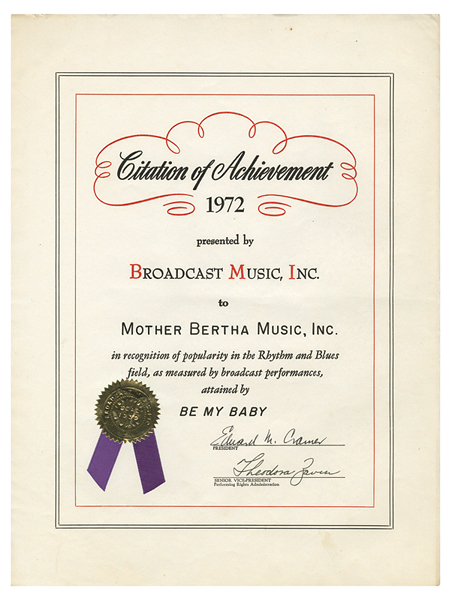 Citation of Achievement
1972
presented by
BROADCAST MUSIC, INC.
to
MOTHER BERTHA MUSIC, INC.
in recognition of popularity in the Rhythm and Blues
field, as measured by broadcast performances,
attained by
BE MY BABY
Edward M. Cramer
PRESIDENT
Theodora Zavin
SENIOR VICE-PRESIDENT
Performing Rights Administration